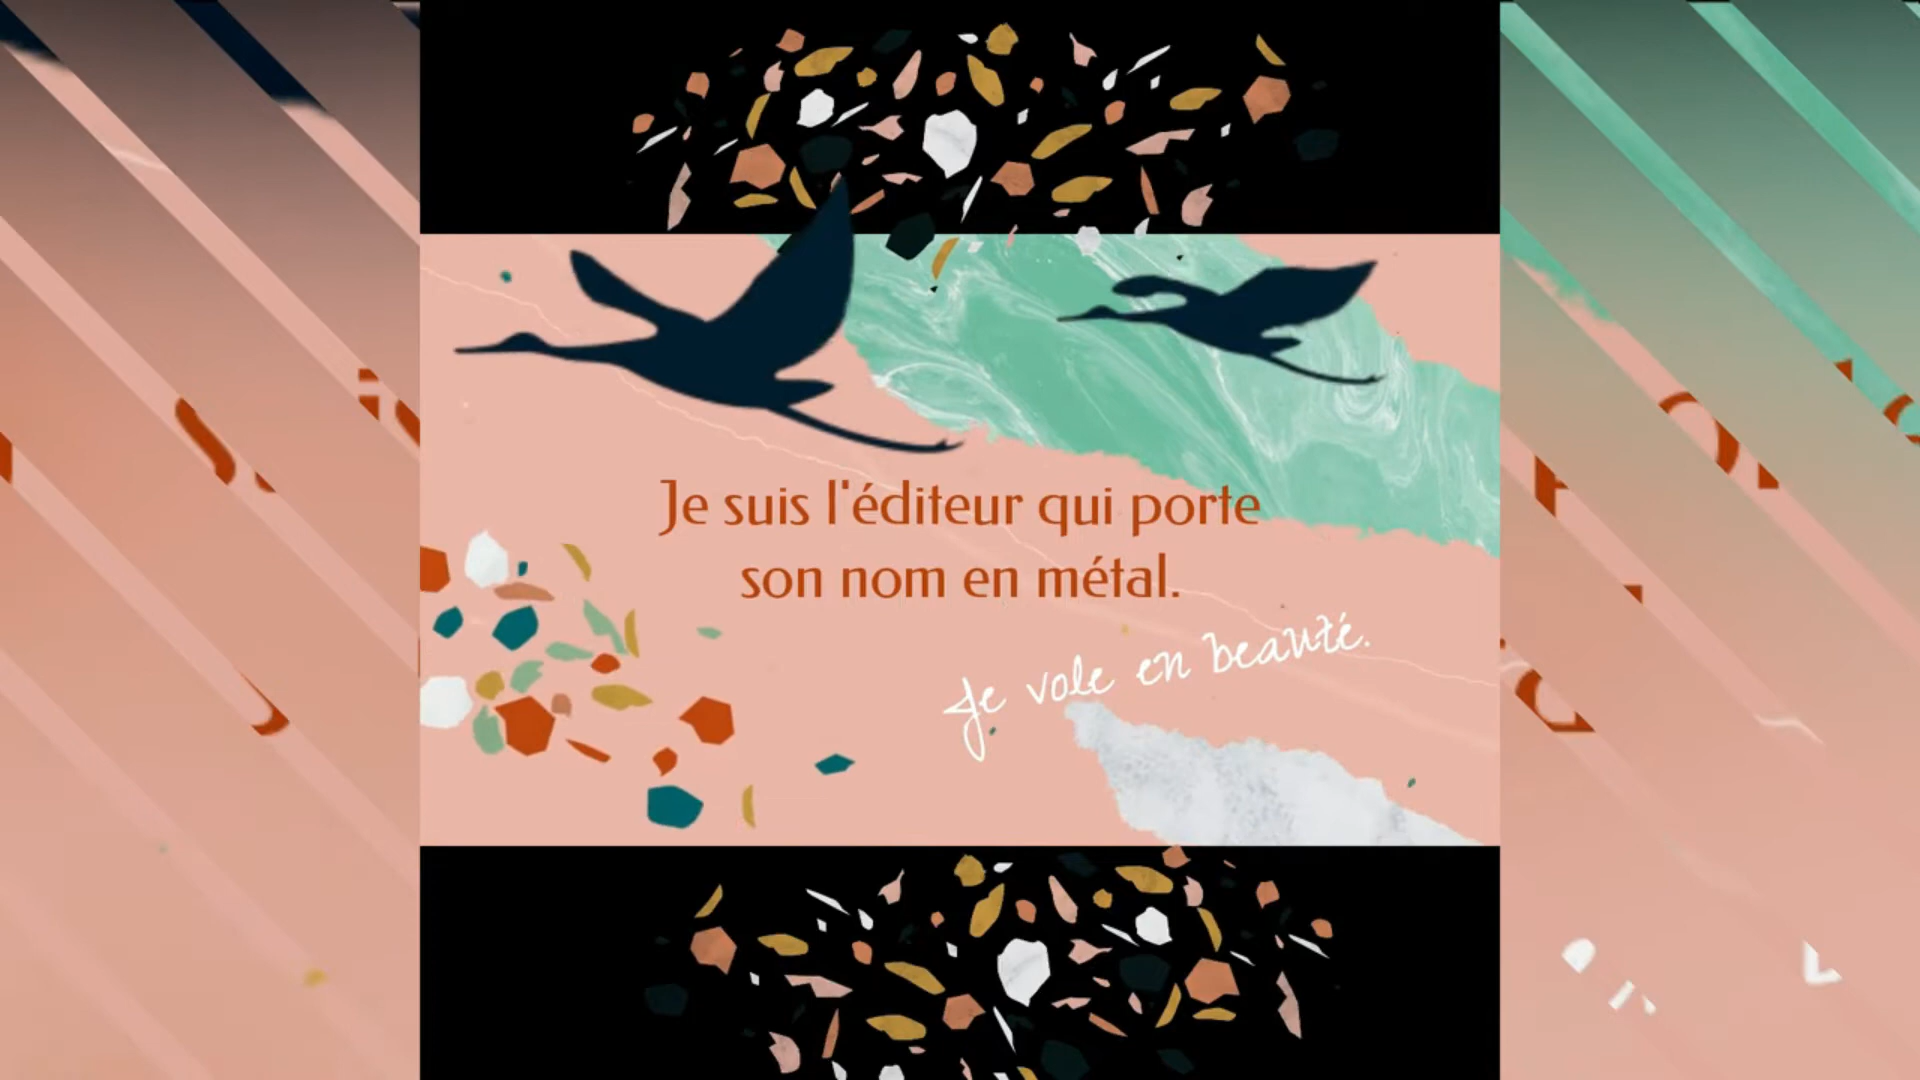 Je suis l'éditeur qui porte
son nom en métal.
Je vole en beauté.